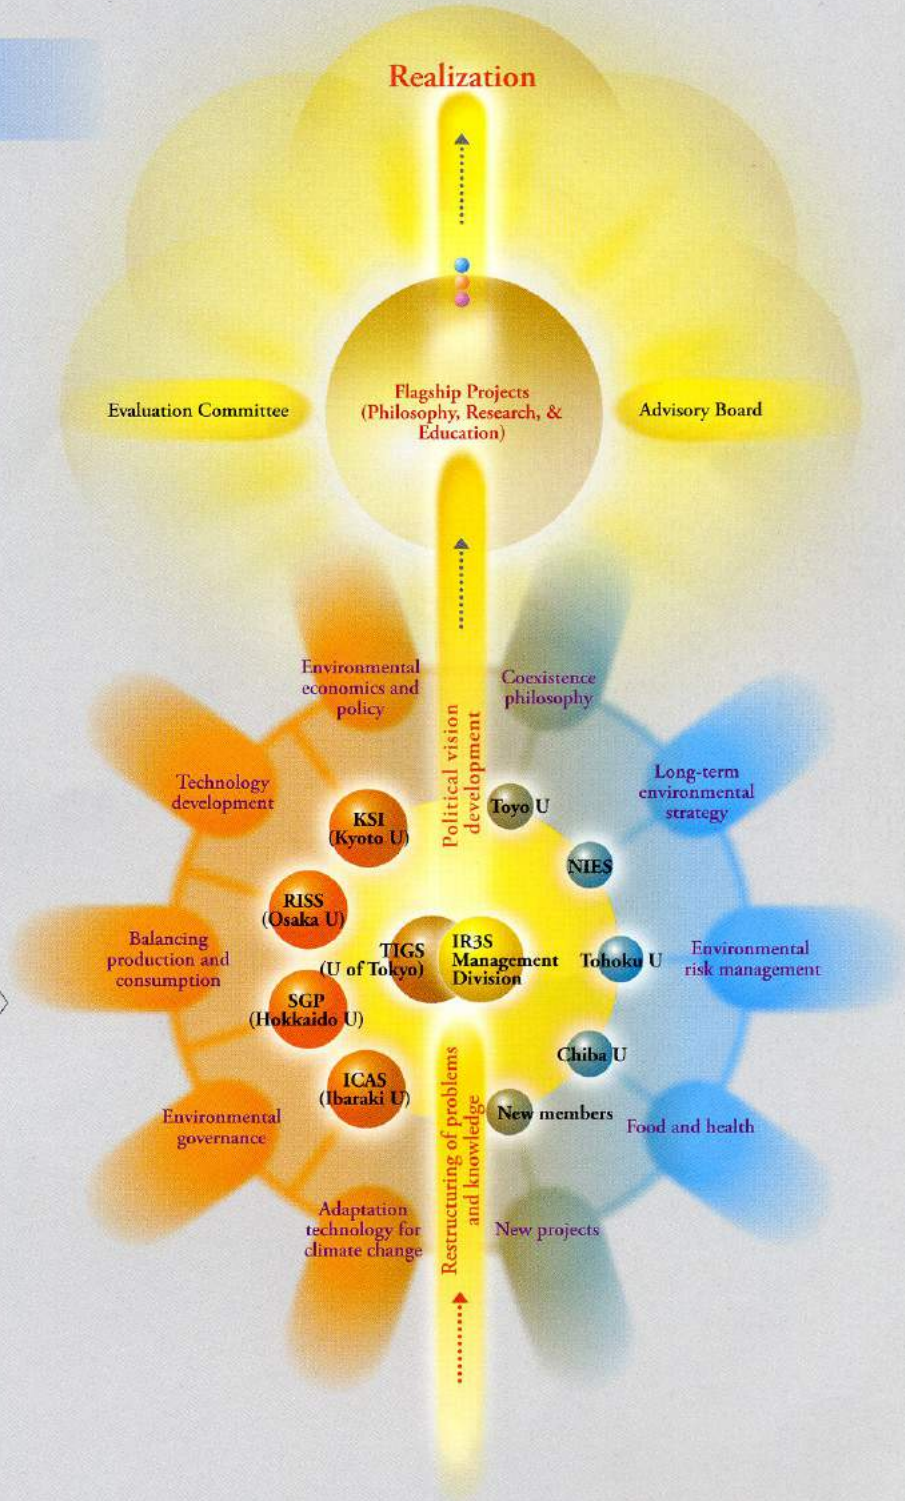 Realization
Evaluation Committee
Flagship Projects
(Philosophy, Research, &
Education)
Advisory Board
Environmental
economics and
policy
Coexistence
philosophy
Political vision
development
Technology
development
Long-term
environmental
strategy
KSI
(Kyoto U)
Toyo U
NIES
RISS
(Osaka U)
Balancing
production and
consumption
TIGS
(U of Tokyo)
IR3S
Management
Division
Tohoku U
Environmental
risk management
SGP
(Hokkaido U)
ICAS
(Ibaraki U)
Chiba U
New members
Restructuring of problems
and knowledge
Environmental
governance
Food and health
Adaptation
technology for
climate change
New projects